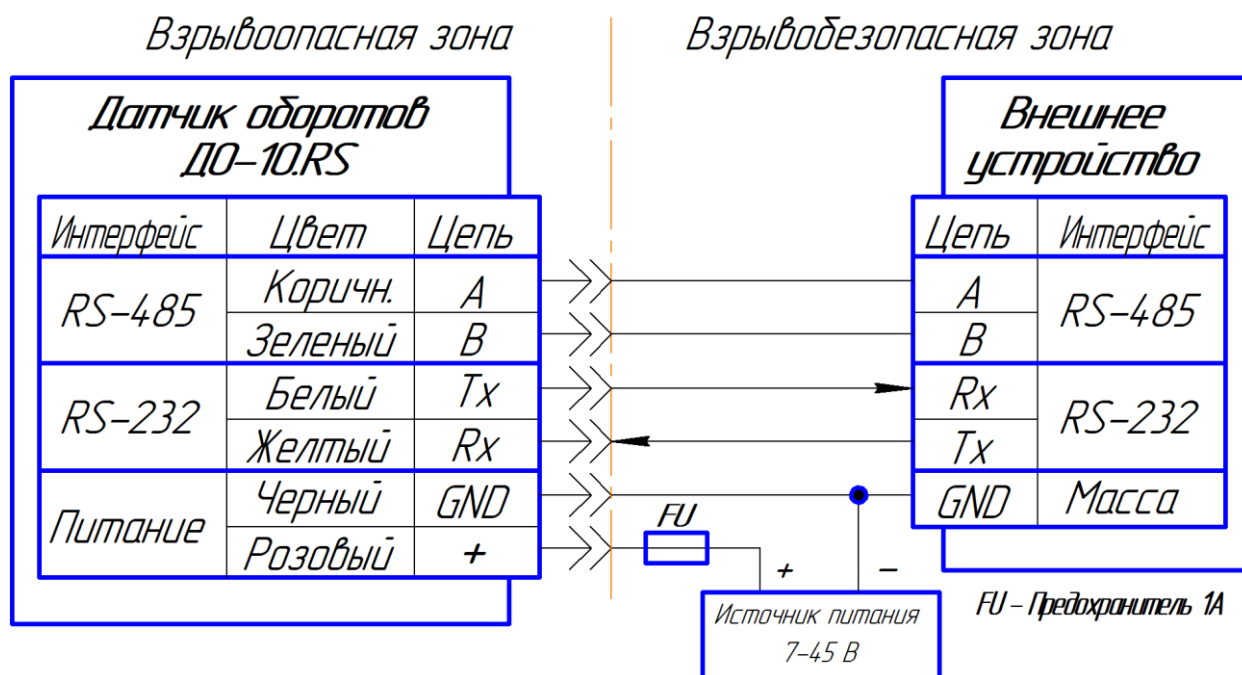 Взрывоопасная зона
Взрывобезопасная зона
Датчик оборотов
ДО-10.RS
Интерфейс Цвет Цепь
RS-485 Коричн. A
Зеленый B
RS-232 Белый Tx
Желтый Rx
Питание Черный GND
Розовый +
Внешнее
устройство
Цепь Интерфейс
A RS-485
B
Rx RS-232
Tx
GND Масса
FU
+ −
Источник питания
7-45 В
FU - Предохранитель 1А